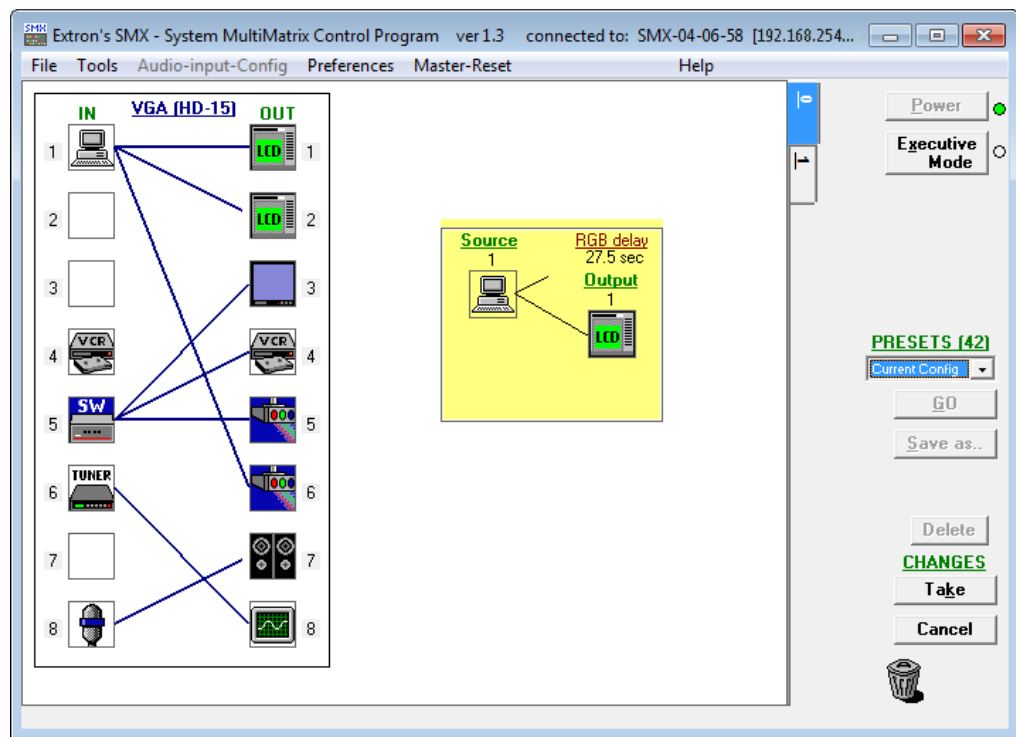 SMX Extron's SMX - System MultiMatrix Control Program ver 1.3 connected to: SMX-04-06-58 [192.168.254...
File Tools Audio-input-Config Preferences Master-Reset Help
IN VGA (HD-15) OUT
1 LCD 1
2 LCD 2
3 3
4 VCR VCR 4
5 SW 5
6 TUNER 6
7 7
8 8
Source RGB delay
1 27.5 sec
Output
1
LCD
0
1
Power
Executive
Mode
PRESETS (42)
Current Config
GO
Save as..
Delete
CHANGES
Take
Cancel